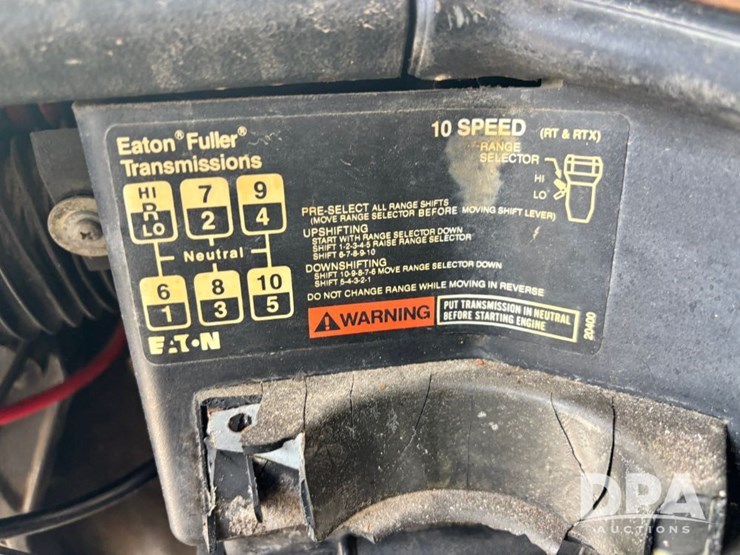 Eaton® Fuller®
Transmissions
10 SPEED (RT & RTX)
RANGE
SELECTOR
HI
LO
HI
R
LO
7
2
9
4
Neutral
6
1
8
3
10
5
EATON
PRE-SELECT ALL RANGE SHIFTS
(MOVE RANGE SELECTOR BEFORE MOVING SHIFT LEVER)
UPSHIFTING
START WITH RANGE SELECTOR DOWN
SHIFT 1-2-3-4-5 RAISE RANGE SELECTOR
SHIFT 6-7-8-9-10
DOWNSHIFTING
SHIFT 10-9-8-7-6 MOVE RANGE SELECTOR DOWN
SHIFT 5-4-3-2-1
DO NOT CHANGE RANGE WHILE MOVING IN REVERSE
WARNING
PUT TRANSMISSION IN NEUTRAL
BEFORE STARTING ENGINE
20400
DPA
AUCTIONS